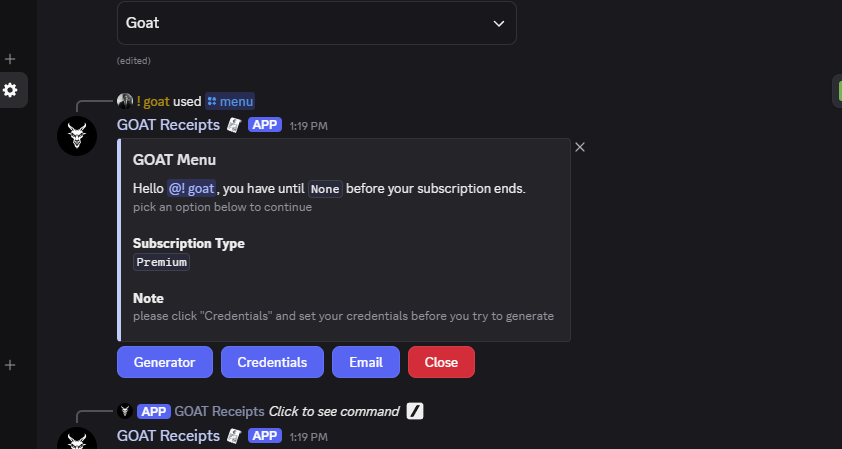 Goat
(edited)
! goat used menu
GOAT Receipts APP 1:19 PM
GOAT Menu
Hello @! goat, you have until None before your subscription ends.
pick an option below to continue
Subscription Type
Premium
Note
please click "Credentials" and set your credentials before you try to generate
Generator Credentials Email Close
APP GOAT Receipts Click to see command
GOAT Receipts APP 1:19 PM